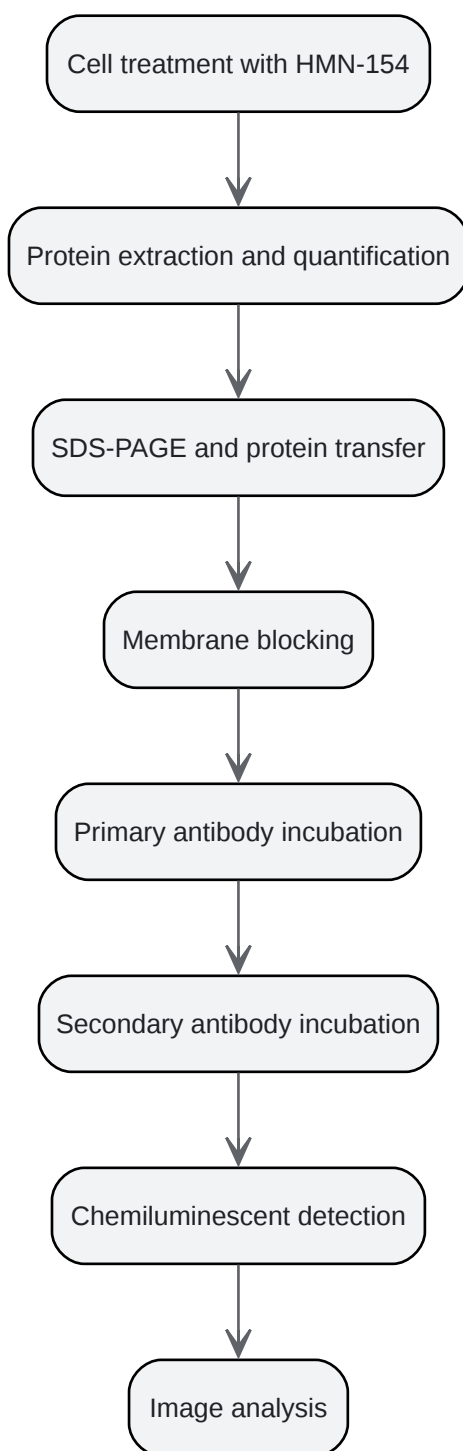 Cell treatment with HMN-154
Protein extraction and quantification
SDS-PAGE and protein transfer
Membrane blocking
Primary antibody incubation
Secondary antibody incubation
Chemiluminescent detection
Image analysis